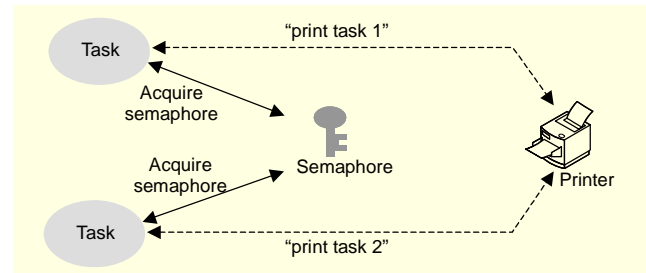 “print task 1”
Task
Acquire
semaphore
Acquire
semaphore
Semaphore
Printer
Task
“print task 2”